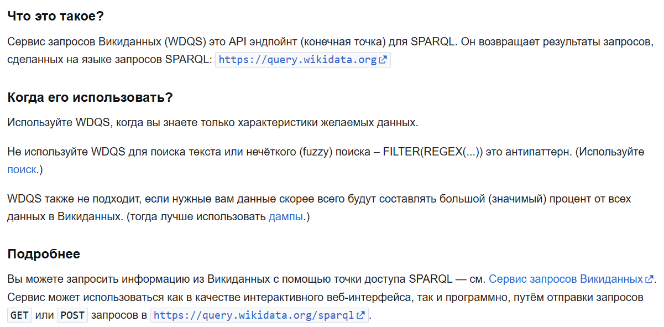 Что это такое?
Сервис запросов Викиданных (WDQS) это API эндпойнт (конечная точка) для SPARQL. Он возвращает результаты запросов,
сделанных на языке запросов SPARQL: https://query.wikidata.org
Когда его использовать?
Используйте WDQS, когда вы знаете только характеристики желаемых данных.
Не используйте WDQS для поиска текста или нечёткого (fuzzy) поиска – FILTER(REGEX(...)) это антипаттерн. (Используйте
поиск.)
WDQS также не подходит, если нужные вам данные скорее всего будут составлять большой (значимый) процент от всех
данных в Викиданных. (тогда лучше использовать дампы.)
Подробнее
Вы можете запросить информацию из Викиданных с помощью точки доступа SPARQL — см. Сервис запросов Викиданных.
Сервис может использоваться как в качестве интерактивного веб-интерфейса, так и программно, путём отправки запросов
GET или POST запросов в https://query.wikidata.org/sparql.